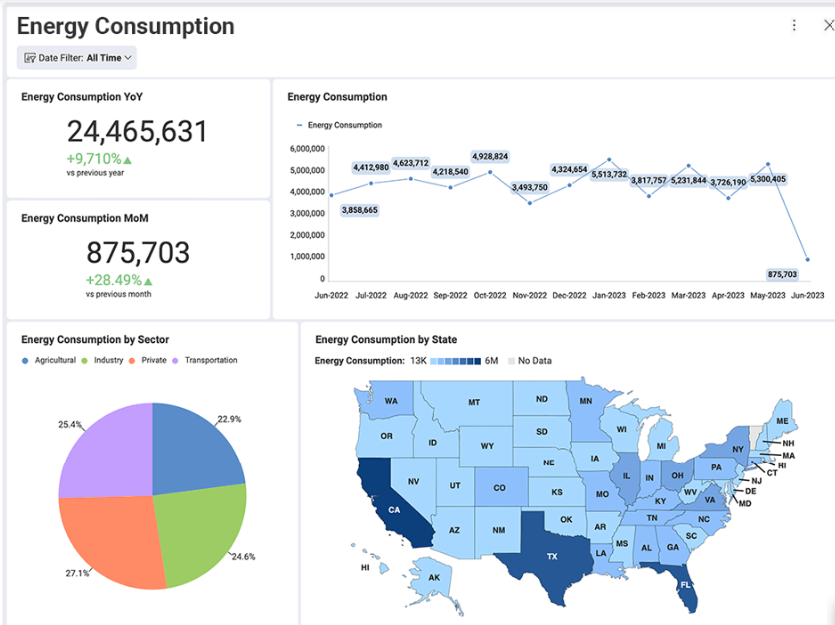 Energy Consumption
Date Filter: All Time
Energy Consumption YoY
24,465,631
+9,710%
vs previous year
Energy Consumption MoM
875,703
+28.49%
vs previous month
Energy Consumption
Energy Consumption
6,000,000
5,000,000
4,000,000
3,000,000
2,000,000
1,000,000
0
3,858,665
4,412,980
4,623,712
4,218,540
4,928,824
3,493,750
4,324,654
5,513,732
3,817,757
5,231,844
3,726,190
5,300,405
875,703
Jun-2022 Jul-2022 Aug-2022 Sep-2022 Oct-2022 Nov-2022 Dec-2022 Jan-2023 Feb-2023 Mar-2023 Apr-2023 May-2023 Jun-2023
Energy Consumption by Sector
Agricultural Industry Private Transportation
25.4%
22.9%
27.1%
24.6%
Energy Consumption by State
Energy Consumption: 13K 6M No Data
WA
MT
ND
MN
ME
OR
ID
SD
WI
MI
NY
NH
MA
WY
NE
IA
PA
HI
CT
NV
UT
CO
KS
MO
IL
IN
OH
WV
VA
NJ
DE
MD
CA
AZ
NM
OK
AR
KY
TN
NC
SC
TX
LA
MS
AL
GA
FL
HI
AK